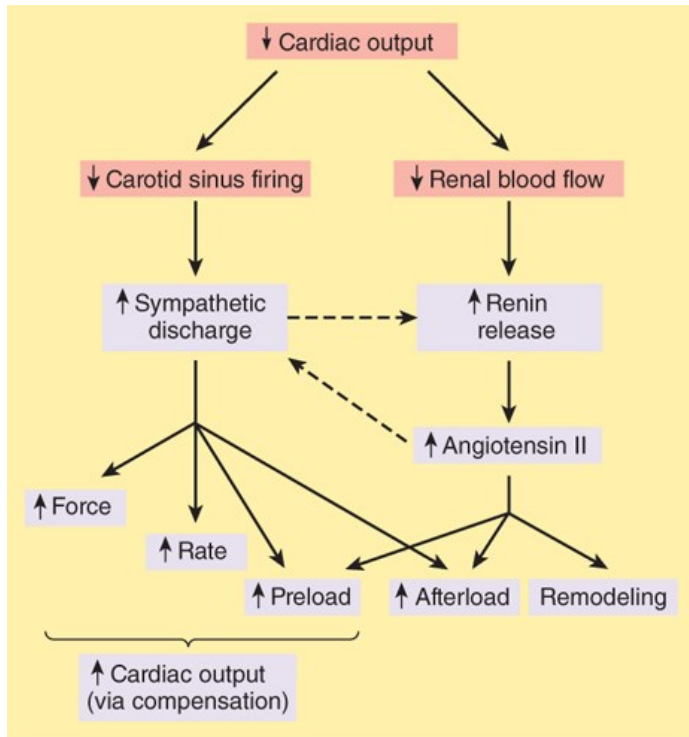 ↓ Cardiac output
↓ Carotid sinus firing
↓ Renal blood flow
↑ Sympathetic
discharge
↑ Renin
release
↑ Angiotensin II
↑ Force
↑ Rate
↑ Preload
↑ Afterload
Remodeling
↑ Cardiac output
(via compensation)